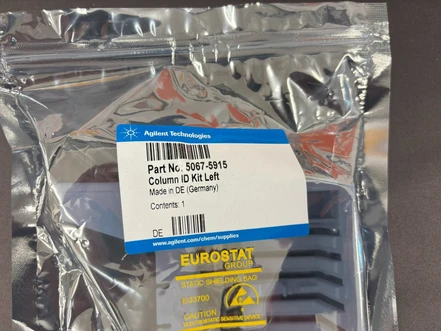 Agilent Technologies
Part No. 5067-5915
Column ID Kit Left
Made in DE (Germany)
Contents: 1
DE
www.agilent.com/chem/supplies
EUROSTAT
GROUP
STATIC SHIELDING BAG
CAUTION
ELECTROSTATIC SENSITIVE DEVICE